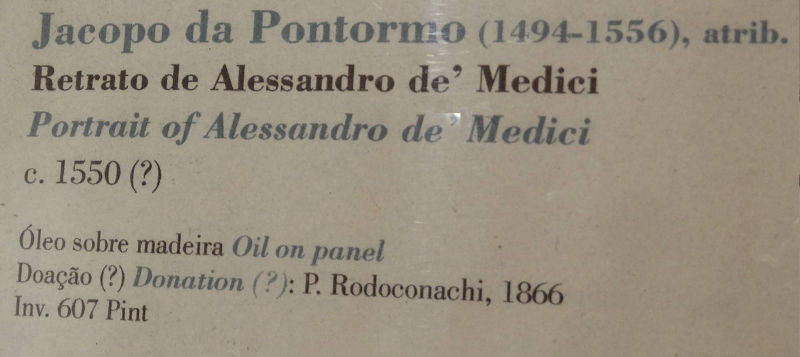 Jacopo da Pontormo (1494-1556), atrib.
Retrato de Alessandro de' Medici
Portrait of Alessandro de' Medici
c. 1550 (?)
Óleo sobre madeira Oil on panel
Doação (?) Donation (?): P. Rodoconachi, 1866
Inv. 607 Pint